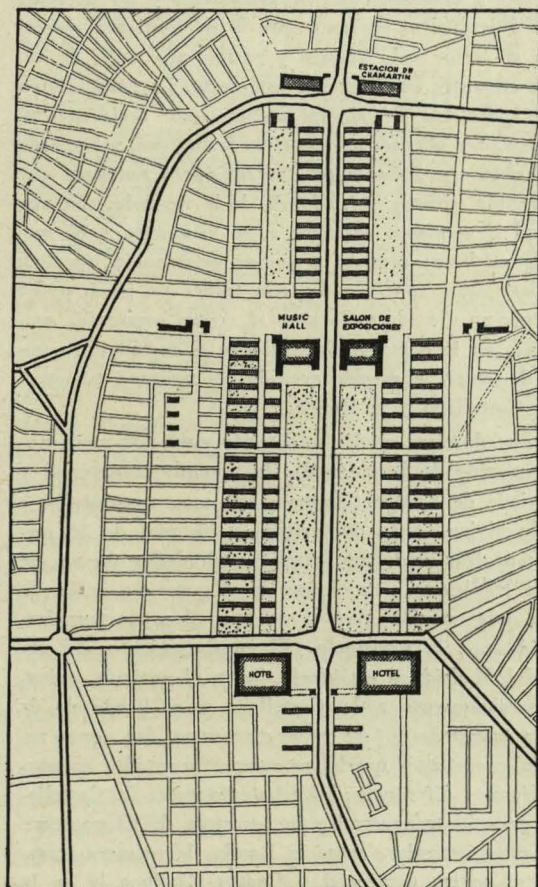 ESTACION DE
CHAMARTIN
MUSIC
HALL
SALON DE
EXPOSICIONES
HOTEL
HOTEL